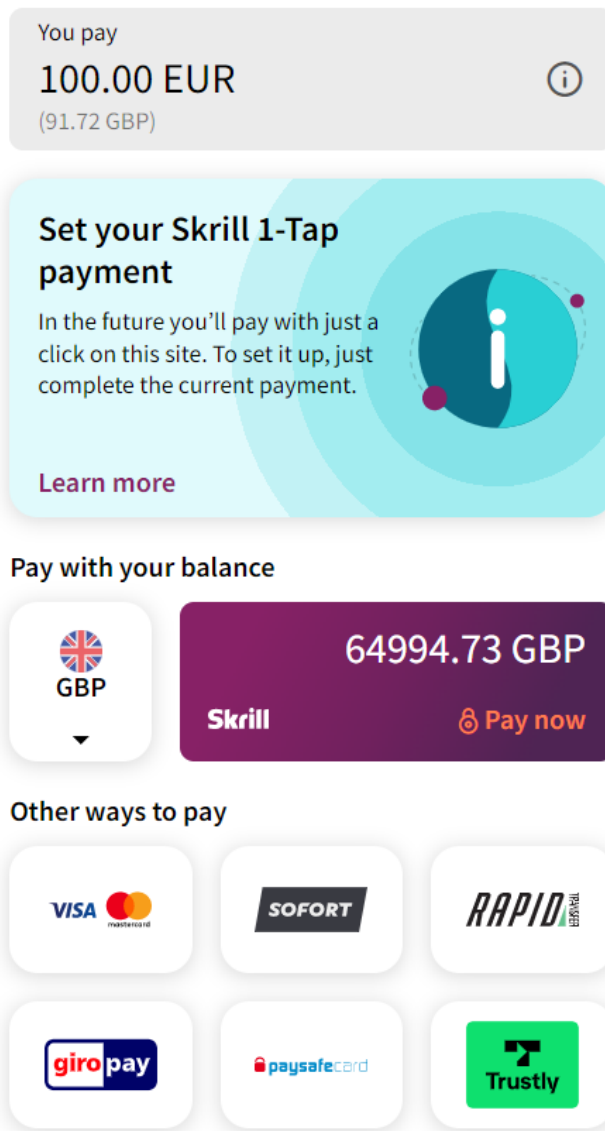 You pay
100.00 EUR
(91.72 GBP)
Set your Skrill 1-Tap
payment
In the future you’ll pay with just a
click on this site. To set it up, just
complete the current payment.
Learn more
Pay with your balance
GBP
64994.73 GBP
Skrill
Pay now
Other ways to pay
VISA
mastercard
SOFORT
RAPID
TRANSFER
giropay
paysafecard
Trustly